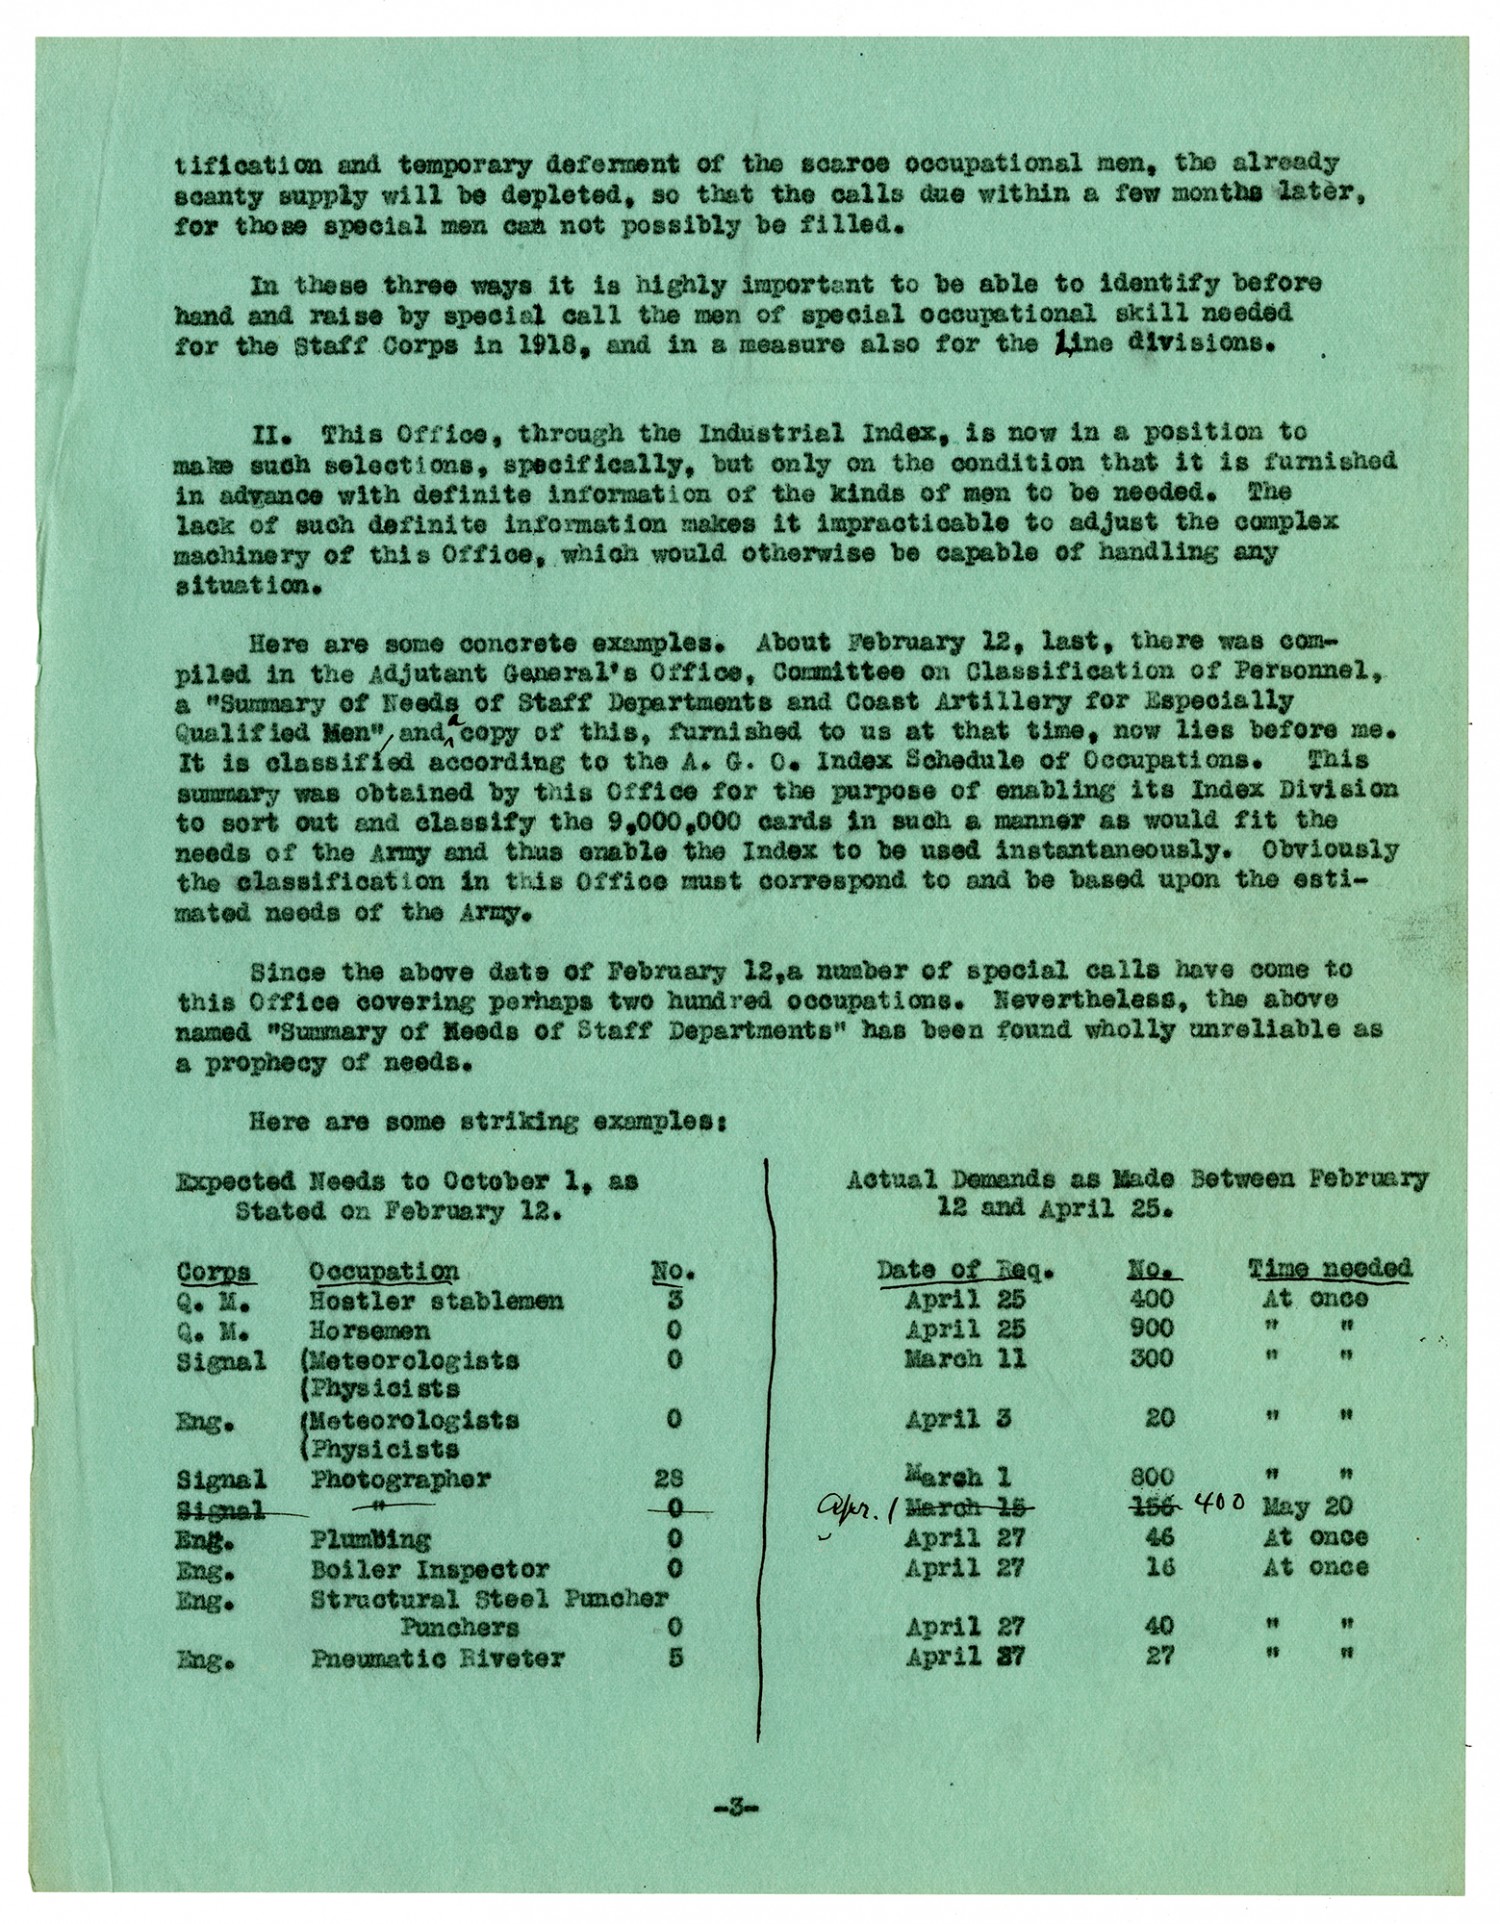 tification and temporary deferment of the scarce occupational men, the already
scanty supply will be depleted, so that the calls due within a few months later,
for those special men can not possibly be filled.
In these three ways it is highly important to be able to identify before
hand and raise by special call the men of special occupational skill needed
for the Staff Corps in 1918, and in a measure also for the Line divisions.
II. This Office, through the Industrial Index, is now in a position to
make such selections, specifically, but only on the condition that it is furnished
in advance with definite information of the kinds of men to be needed. The
lack of such definite information makes it impracticable to adjust the complex
machinery of this Office, which would otherwise be capable of handling any
situation.
Here are some concrete examples. About February 12, last, there was com-
piled in the Adjutant General's Office, Committee on Classification of Personnel,
a "Summary of Needs of Staff Departments and Coast Artillery for Especially
Qualified Men", and a copy of this, furnished to us at that time, now lies before me.
It is classified according to the A. G. O. Index Schedule of Occupations. This
summary was obtained by this Office for the purpose of enabling its Index Division
to sort out and classify the 9,000,000 cards in such a manner as would fit the
needs of the Army and thus enable the Index to be used instantaneously. Obviously
the classification in this Office must correspond to and be based upon the esti-
mated needs of the Army.
Since the above date of February 12,a number of special calls have come to
this Office covering perhaps two hundred occupations. Nevertheless, the above
named "Summary of Needs of Staff Departments" has been found wholly unreliable as
a prophecy of needs.
Here are some striking examples:
Expected Needs to October 1, as
Stated on February 12.
Actual Demands as Made Between February
12 and April 25.
Corps Occupation No. Date of Req. No. Time needed
Q. M. Hostler stablemen 3 April 25 400 At once
Q. M. Horsemen 0 April 25 900 " "
Signal (Meteorologists 0 March 11 300 " "
(Physicists
Eng. (Meteorologists 0 April 3 20 " "
(Physicists
Signal Photographer 28 March 1 800 " "
Signal " 0 Apr. 1 March 15 156 400 May 20
Eng. Plumbing 0 April 27 46 At once
Eng. Boiler Inspector 0 April 27 16 At once
Eng. Structural Steel Puncher
Punchers 0 April 27 40 " "
Eng. Pneumatic Riveter 5 April 27 27 " "
-3-